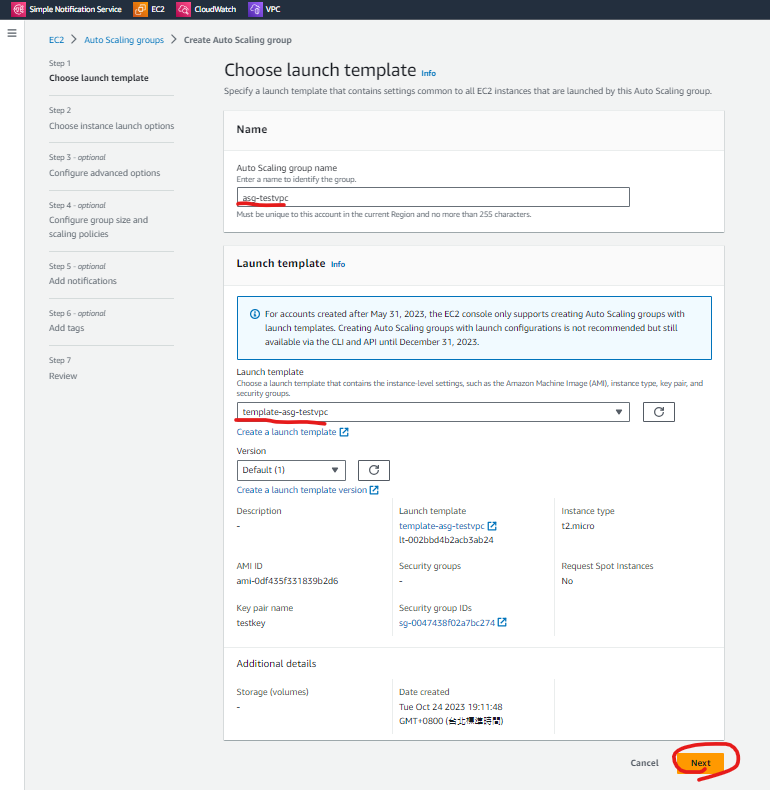 Simple Notification Service EC2 CloudWatch VPC
EC2 > Auto Scaling groups > Create Auto Scaling group
Step 1
Choose launch template
Step 2
Choose instance launch options
Step 3 - optional
Configure advanced options
Step 4 - optional
Configure group size and
scaling policies
Step 5 - optional
Add notifications
Step 6 - optional
Add tags
Step 7
Review
Choose launch template Info
Specify a launch template that contains settings common to all EC2 instances that are launched by this Auto Scaling group.
Name
Auto Scaling group name
Enter a name to identify the group.
asg-testvpc
Must be unique to this account in the current Region and no more than 255 characters.
Launch template Info
For accounts created after May 31, 2023, the EC2 console only supports creating Auto Scaling groups with
launch templates. Creating Auto Scaling groups with launch configurations is not recommended but still
available via the CLI and API until December 31, 2023.
Launch template
Choose a launch template that contains the instance-level settings, such as the Amazon Machine Image (AMI), instance type, key pair, and
security groups.
template-asg-testvpc
Create a launch template
Version
Default (1)
Create a launch template version
Description
-
Launch template
template-asg-testvpc
lt-002bbd4b2acb3ab24
Instance type
t2.micro
AMI ID
ami-0df435f331839b2d6
Security groups
-
Request Spot Instances
No
Key pair name
testkey
Security group IDs
sg-0047438f02a7bc274
Additional details
Storage (volumes)
-
Date created
Tue Oct 24 2023 19:11:48
GMT+0800 (台北標準時間)
Cancel Next